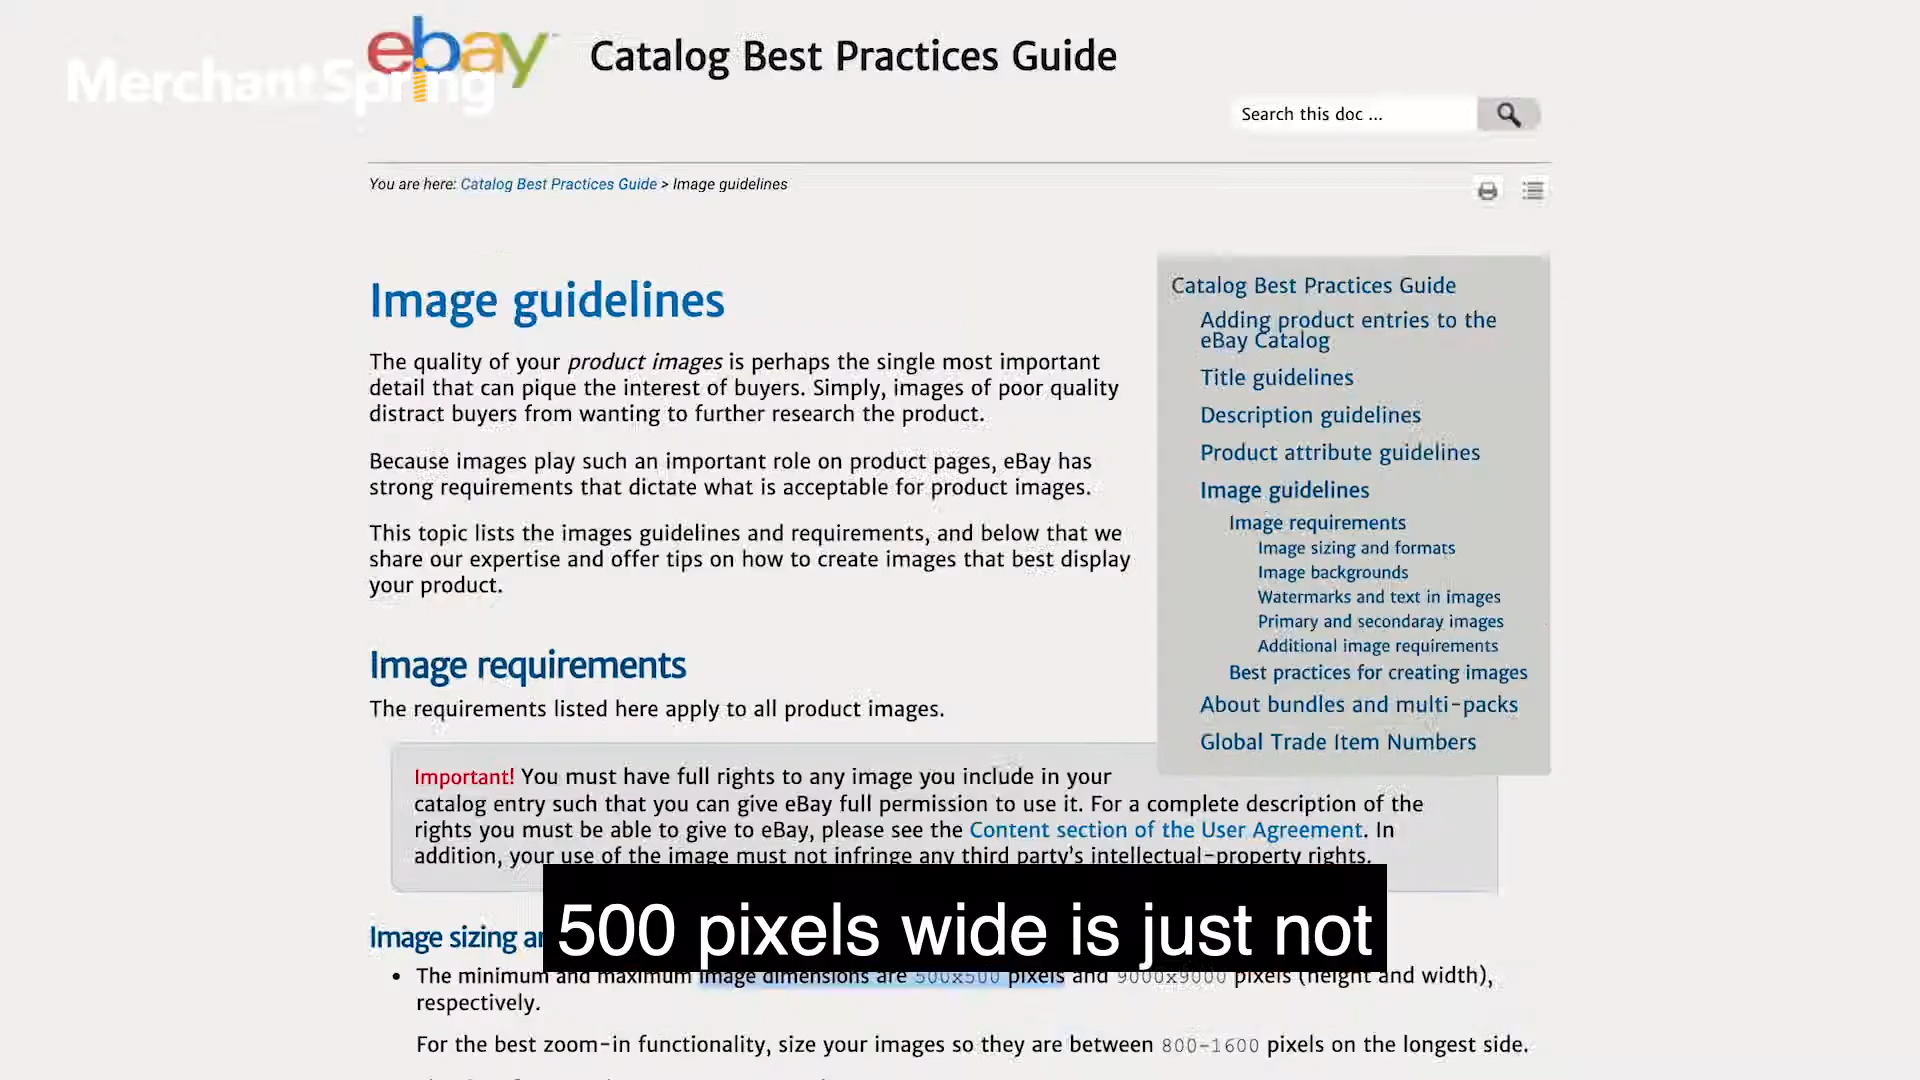 ebay Catalog Best Practices Guide
MerchantSpring
Search this doc ...
You are here: Catalog Best Practices Guide > Image guidelines
Image guidelines
The quality of your product images is perhaps the single most important
detail that can pique the interest of buyers. Simply, images of poor quality
distract buyers from wanting to further research the product.
Because images play such an important role on product pages, eBay has
strong requirements that dictate what is acceptable for product images.
This topic lists the images guidelines and requirements, and below that we
share our expertise and offer tips on how to create images that best display
your product.
Image requirements
The requirements listed here apply to all product images.
Important! You must have full rights to any image you include in your
catalog entry such that you can give eBay full permission to use it. For a complete description of the
rights you must be able to give to eBay, please see the Content section of the User Agreement. In
addition, your use of the image must not infringe any third party's intellectual-property rights.
Catalog Best Practices Guide
Adding product entries to the
eBay Catalog
Title guidelines
Description guidelines
Product attribute guidelines
Image guidelines
Image requirements
Image sizing and formats
Image backgrounds
Watermarks and text in images
Primary and secondaray images
Additional image requirements
Best practices for creating images
About bundles and multi-packs
Global Trade Item Numbers
Image sizing
500 pixels wide is just not
• The minimum and maximum image dimensions are 500x500 pixels and 9000x9000 pixels (height and width),
respectively.
For the best zoom-in functionality, size your images so they are between 800-1600 pixels on the longest side.